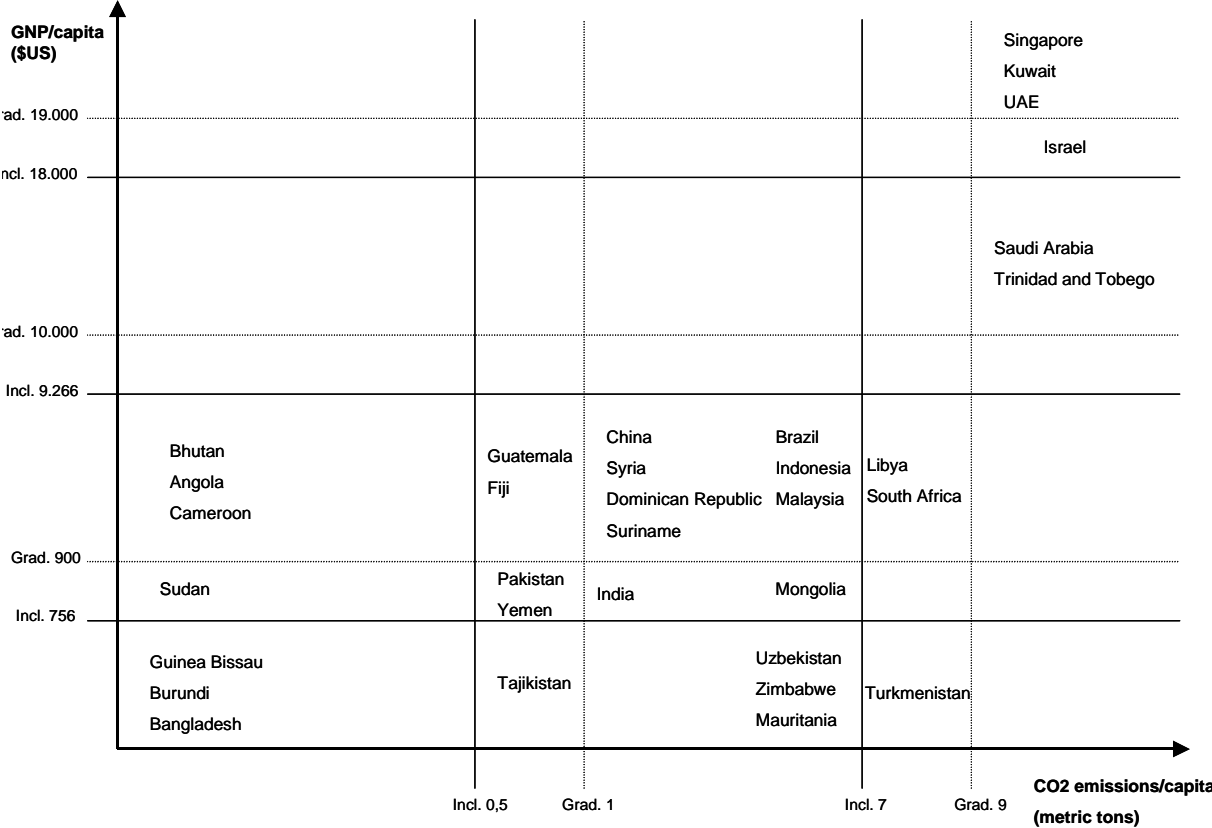 GNP/capita
($US)
Singapore
Kuwait
UAE
rad. 19.000
Israel
ncl. 18.000
Saudi Arabia
Trinidad and Tobego
rad. 10.000
Incl. 9.266
Bhutan
Angola
Cameroon
Guatemala
Fiji
China
Syria
Dominican Republic
Suriname
Brazil
Indonesia
Malaysia
Libya
South Africa
Grad. 900
Sudan
Pakistan
Yemen
India
Mongolia
Incl. 756
Guinea Bissau
Burundi
Bangladesh
Tajikistan
Uzbekistan
Zimbabwe
Mauritania
Turkmenistan
Incl. 0,5
Grad. 1
Incl. 7
Grad. 9
CO2 emissions/capita
(metric tons)